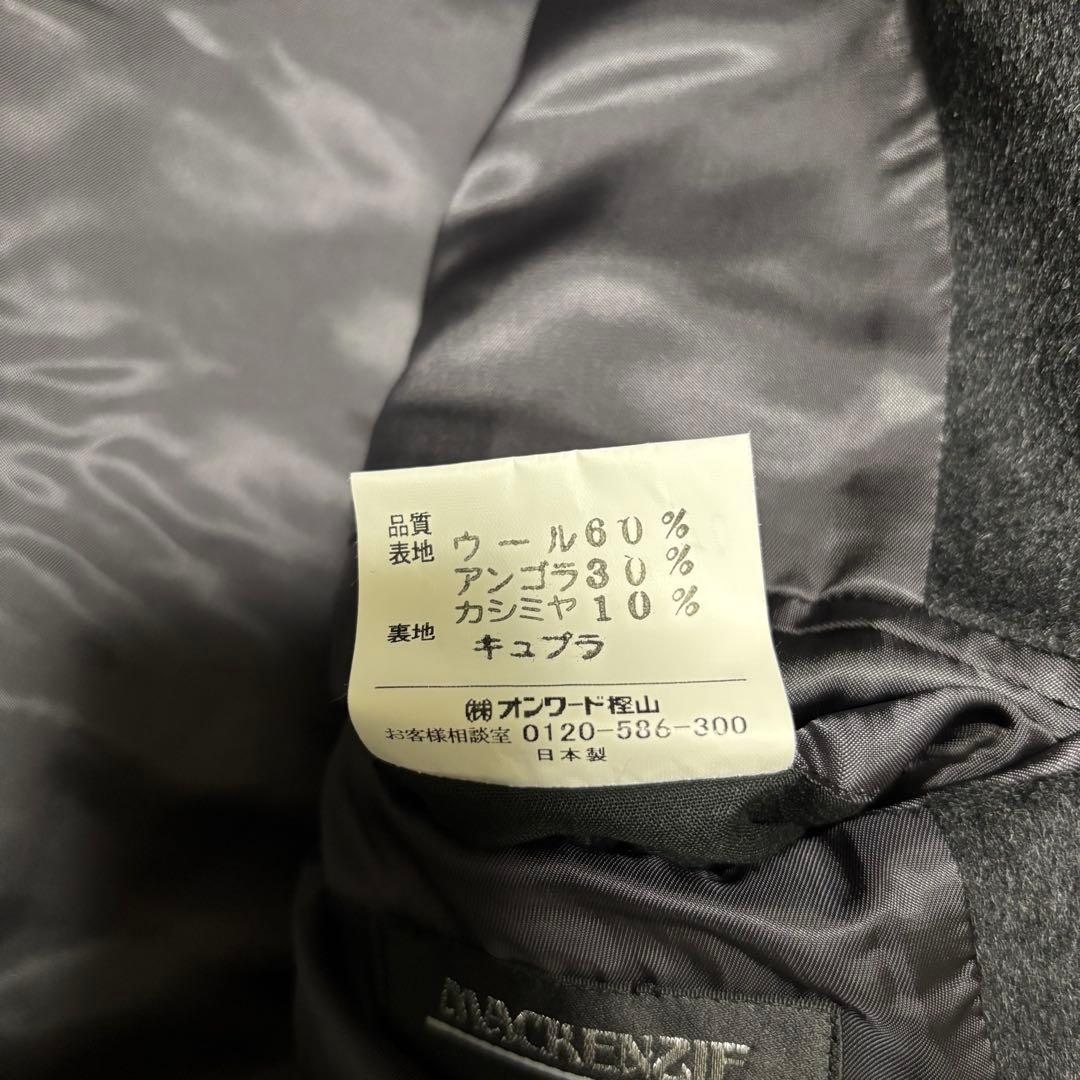 品質
表地 ウール60%
アンゴラ30%
カシミヤ10%
裏地 キュプラ
㈱オンワード樫山
お客様相談室 0120-586-300
日本製
MACKENZIE